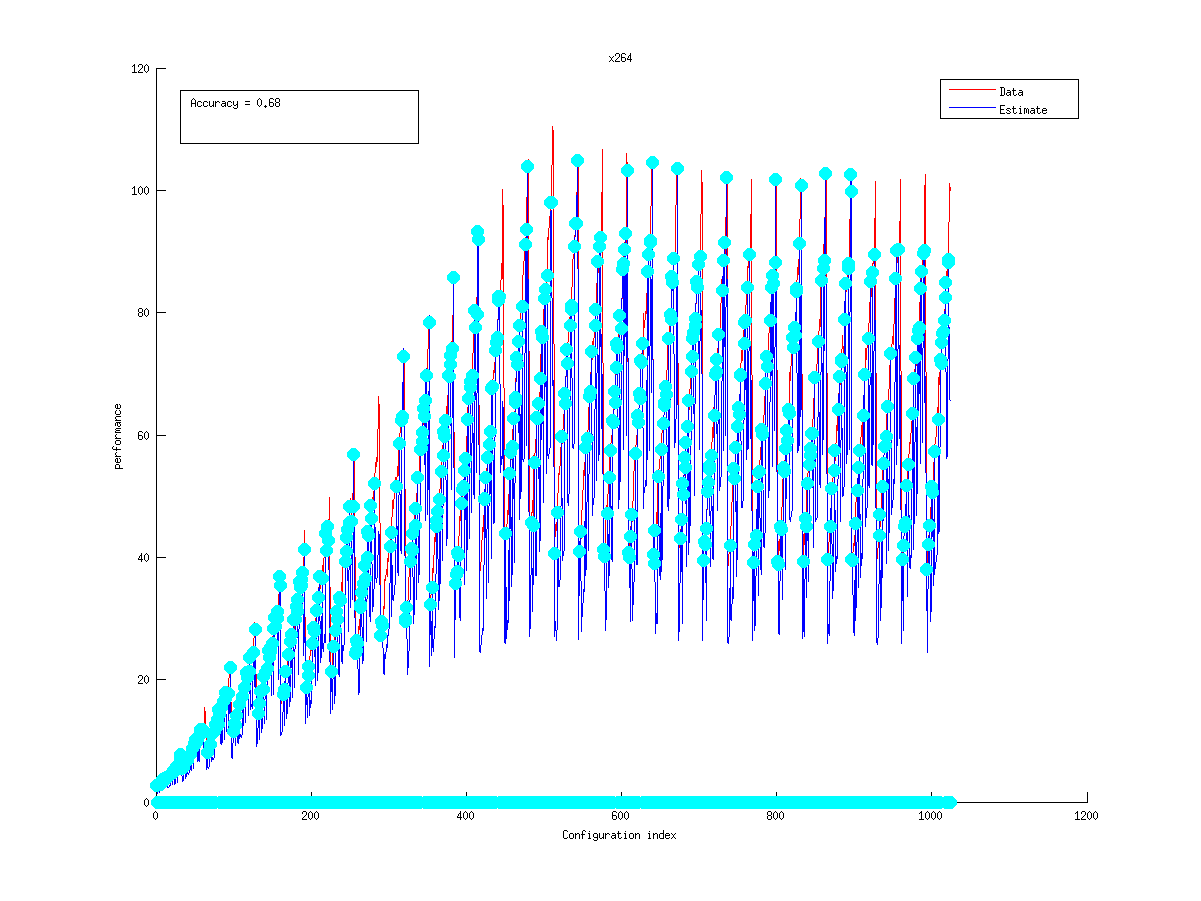 x264
120
Accuracy = 0.68
Data
Estimate
100
80
60
performance
40
20
0
0 200 400 600 800 1000 1200
Configuration index